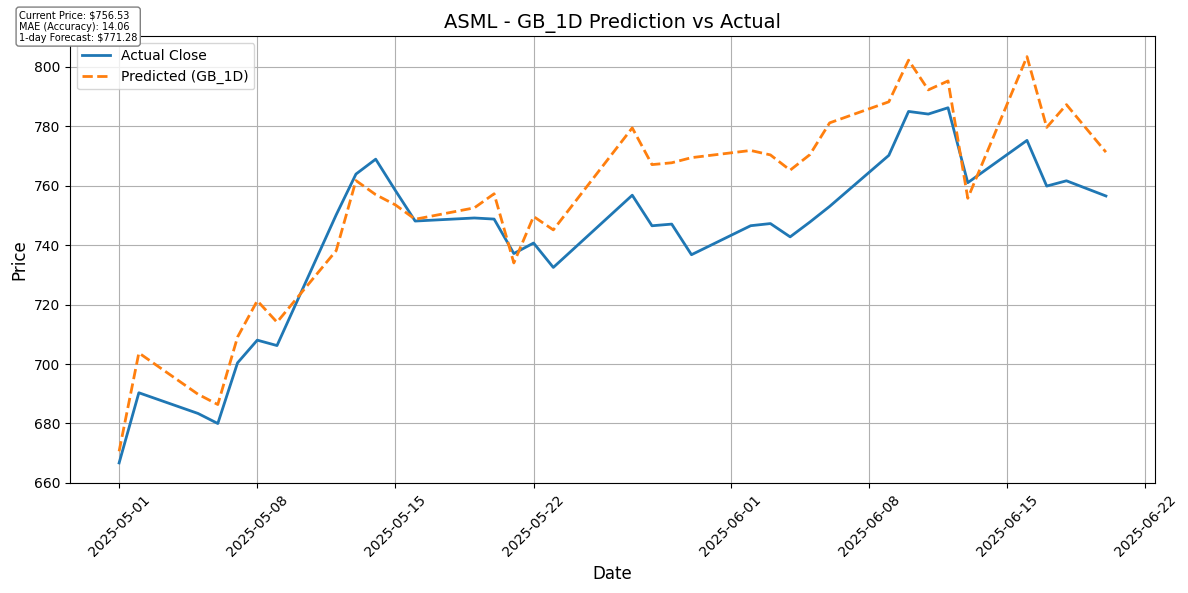 Current Price: $756.53
MAE (Accuracy): 14.06
1-day Forecast: $771.28
ASML - GB_1D Prediction vs Actual
Actual Close
Predicted (GB_1D)
Price
800
780
760
740
720
700
680
660
2025-05-01
2025-05-08
2025-05-15
2025-05-22
2025-06-01
2025-06-08
2025-06-15
2025-06-22
Date